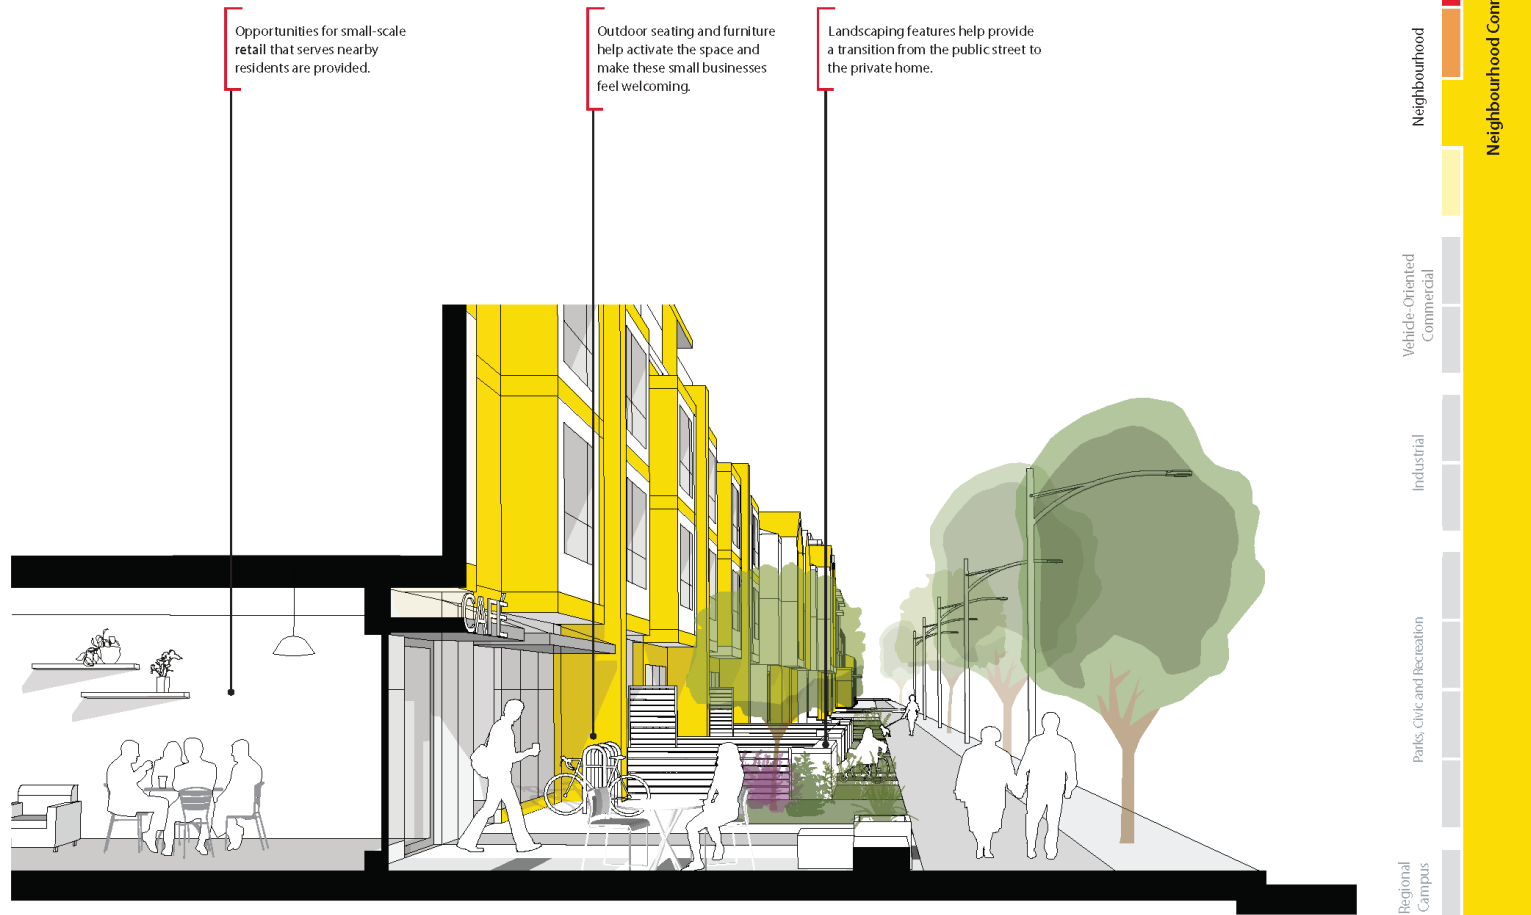 Opportunities for small-scale
retail that serves nearby
residents are provided.
Outdoor seating and furniture
help activate the space and
make these small businesses
feel welcoming.
Landscaping features help provide
a transition from the public street to
the private home.
CAFÉ
Neighbourhood
Neighbourhood
Vehicle-Oriented
Commercial
Industrial
Parks, Civic and Recreation
Regional
Campus